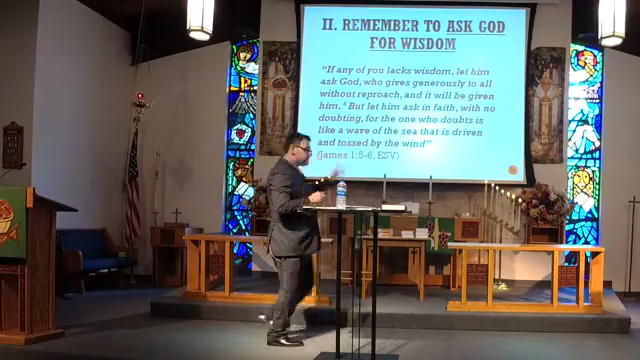 II. REMEMBER TO ASK GOD
FOR WISDOM
“If any of you lacks wisdom, let him
ask God, who gives generously to all
without reproach, and it will be given
him. ⁶ But let him ask in faith, with no
doubting, for the one who doubts is
like a wave of the sea that is driven
and tossed by the wind”
(James 1:5-6, ESV)